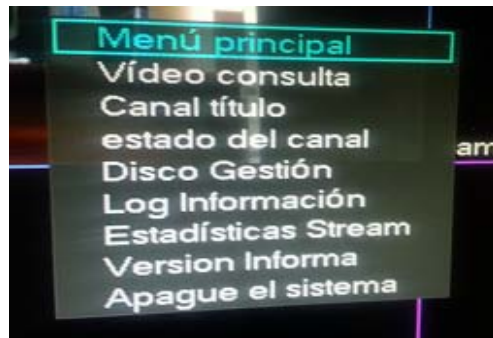 Menú principal
Vídeo consulta
Canal título
estado del canal
am
Disco Gestión
Log Información
Estadísticas Stream
Version Informa
Apague el sistema